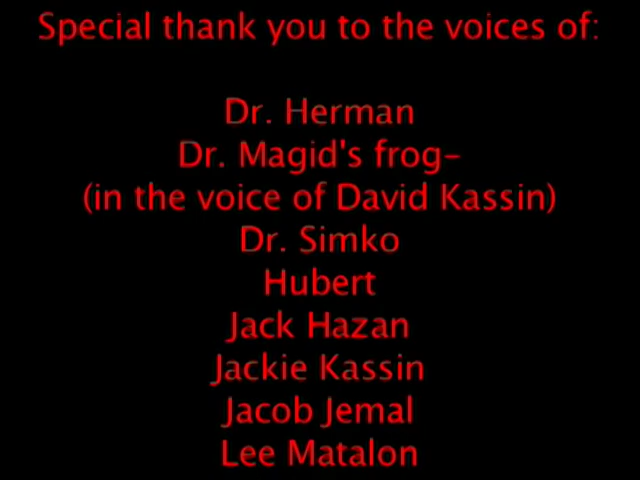 Special thank you to the voices of:
Dr. Herman
Dr. Magid's frog-
(in the voice of David Kassin)
Dr. Simko
Hubert
Jack Hazan
Jackie Kassin
Jacob Jemal
Lee Matalon